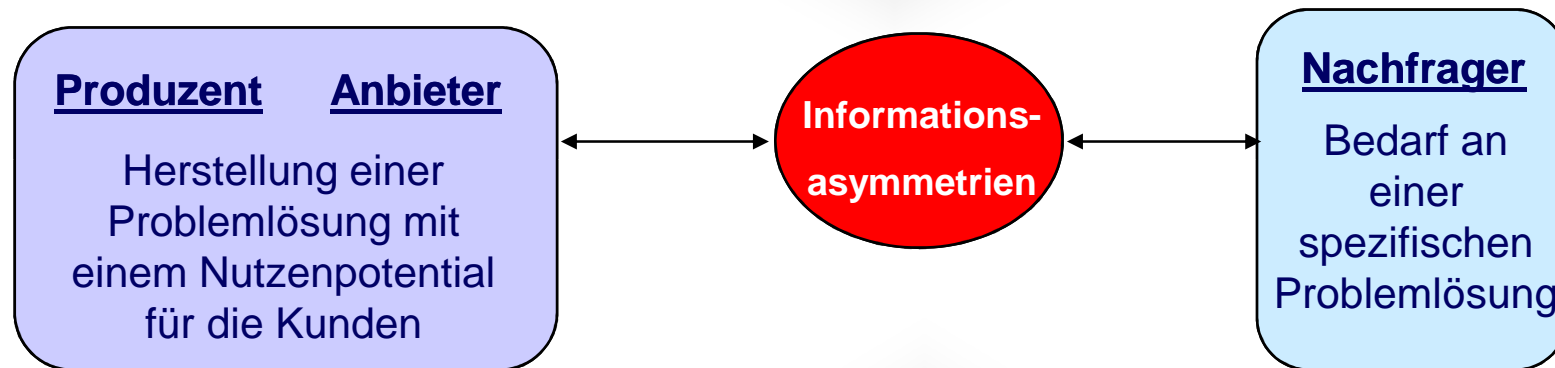 Produzent Anbieter
Herstellung einer
Problemlösung mit
einem Nutzenpotential
für die Kunden
Informations-
asymmetrien
Nachfrager
Bedarf an
einer
spezifischen
Problemlösung